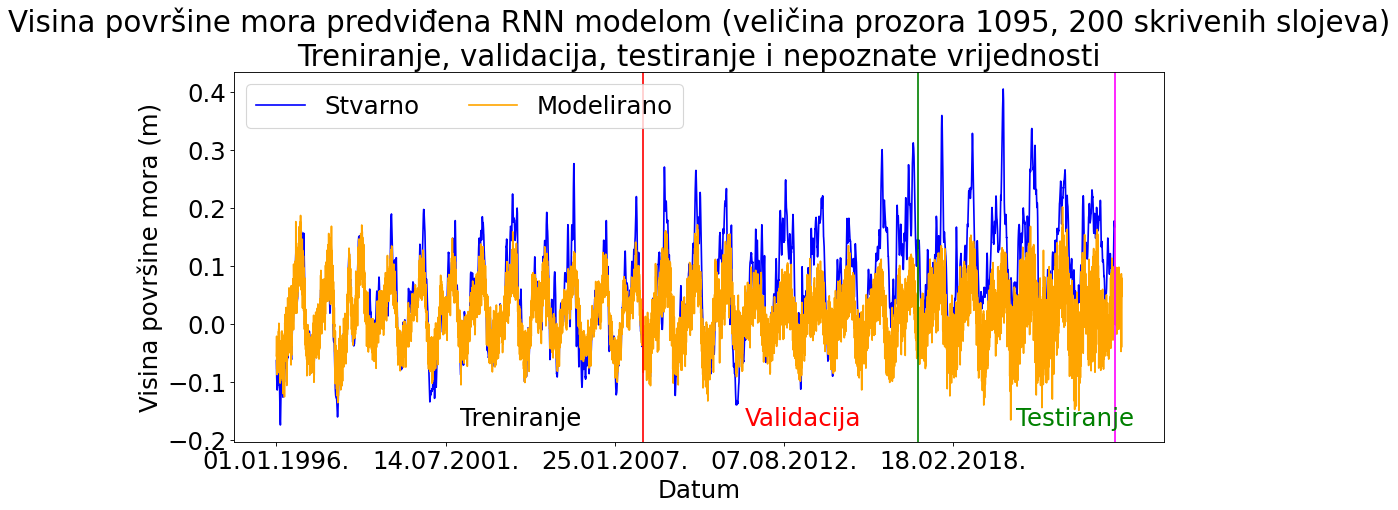 Visina površine mora predviđena RNN modelom (veličina prozora 1095, 200 skrivenih slojeva)
Treniranje, validacija, testiranje i nepoznate vrijednosti
Stvarno
Modelirano
Visina površine mora (m)
0.4
0.3
0.2
0.1
0.0
−0.1
−0.2
Treniranje
Validacija
Testiranje
01.01.1996.
14.07.2001.
25.01.2007.
07.08.2012.
18.02.2018.
Datum